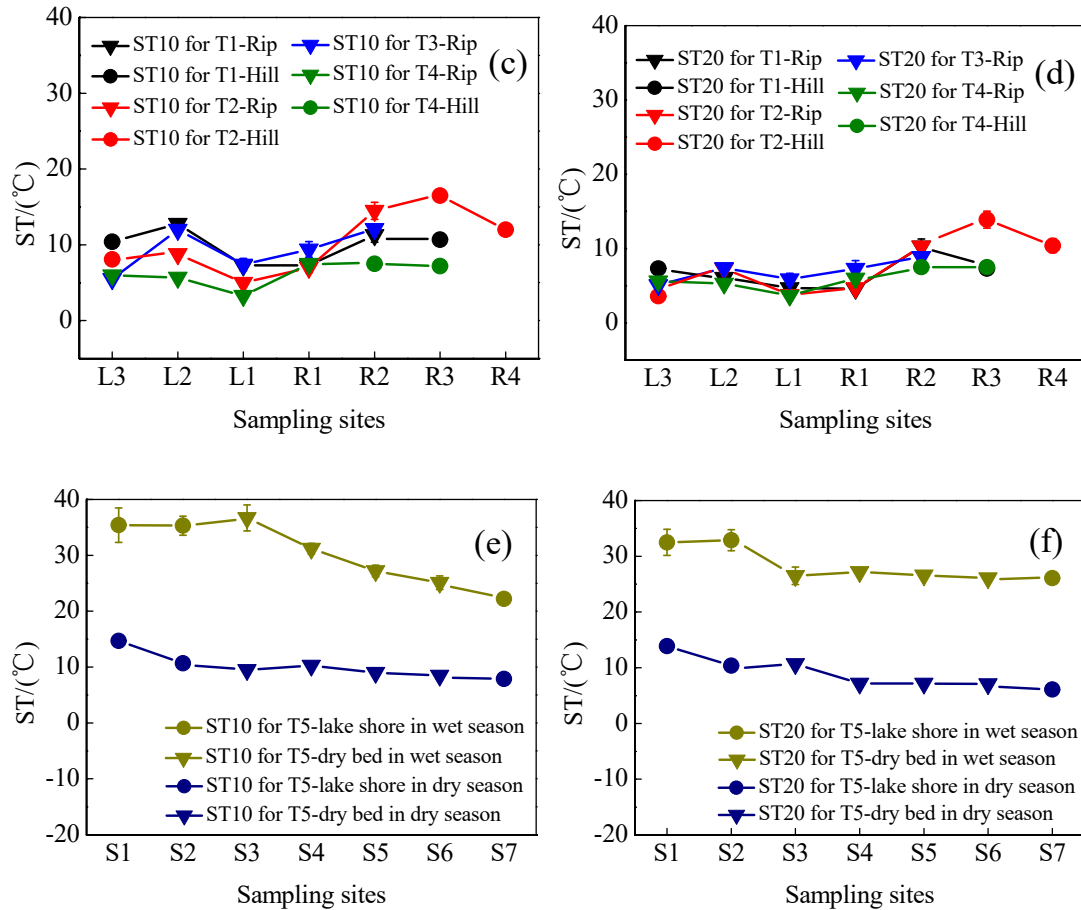 40
30
20
10
0
ST/(℃)
ST10 for T1-Rip
ST10 for T1-Hill
ST10 for T2-Rip
ST10 for T2-Hill
ST10 for T3-Rip
ST10 for T4-Rip
ST10 for T4-Hill
(c)
L3 L2 L1 R1 R2 R3 R4
Sampling sites
40
30
20
10
0
ST/(℃)
ST20 for T1-Rip
ST20 for T1-Hill
ST20 for T2-Rip
ST20 for T2-Hill
ST20 for T3-Rip
ST20 for T4-Rip
ST20 for T4-Hill
(d)
L3 L2 L1 R1 R2 R3 R4
Sampling sites
40
30
20
10
0
-10
-20
ST/(℃)
(e)
ST10 for T5-lake shore in wet season
ST10 for T5-dry bed in wet season
ST10 for T5-lake shore in dry season
ST10 for T5-dry bed in dry season
S1 S2 S3 S4 S5 S6 S7
Sampling sites
40
30
20
10
0
-10
-20
ST/(℃)
(f)
ST20 for T5-lake shore in wet season
ST20 for T5-dry bed in wet season
ST20 for T5-lake shore in dry season
ST20 for T5-dry bed in dry season
S1 S2 S3 S4 S5 S6 S7
Sampling sites